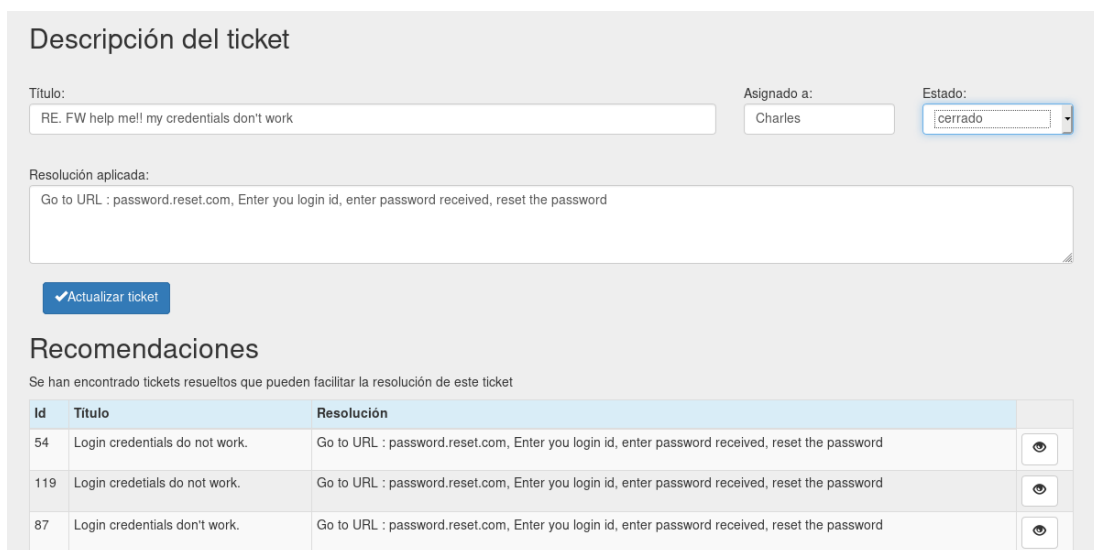 Descripción del ticket
Título: Asignado a: Estado:
RE. FW help me!! my credentials don't work Charles cerrado
Resolución aplicada:
Go to URL : password.reset.com, Enter you login id, enter password received, reset the password
Actualizar ticket
Recomendaciones
Se han encontrado tickets resueltos que pueden facilitar la resolución de este ticket
Id Título Resolución
54 Login credentials do not work. Go to URL : password.reset.com, Enter you login id, enter password received, reset the password
119 Login credetials do not work. Go to URL : password.reset.com, Enter you login id, enter password received, reset the password
87 Login credentials don't work. Go to URL : password.reset.com, Enter you login id, enter password received, reset the password